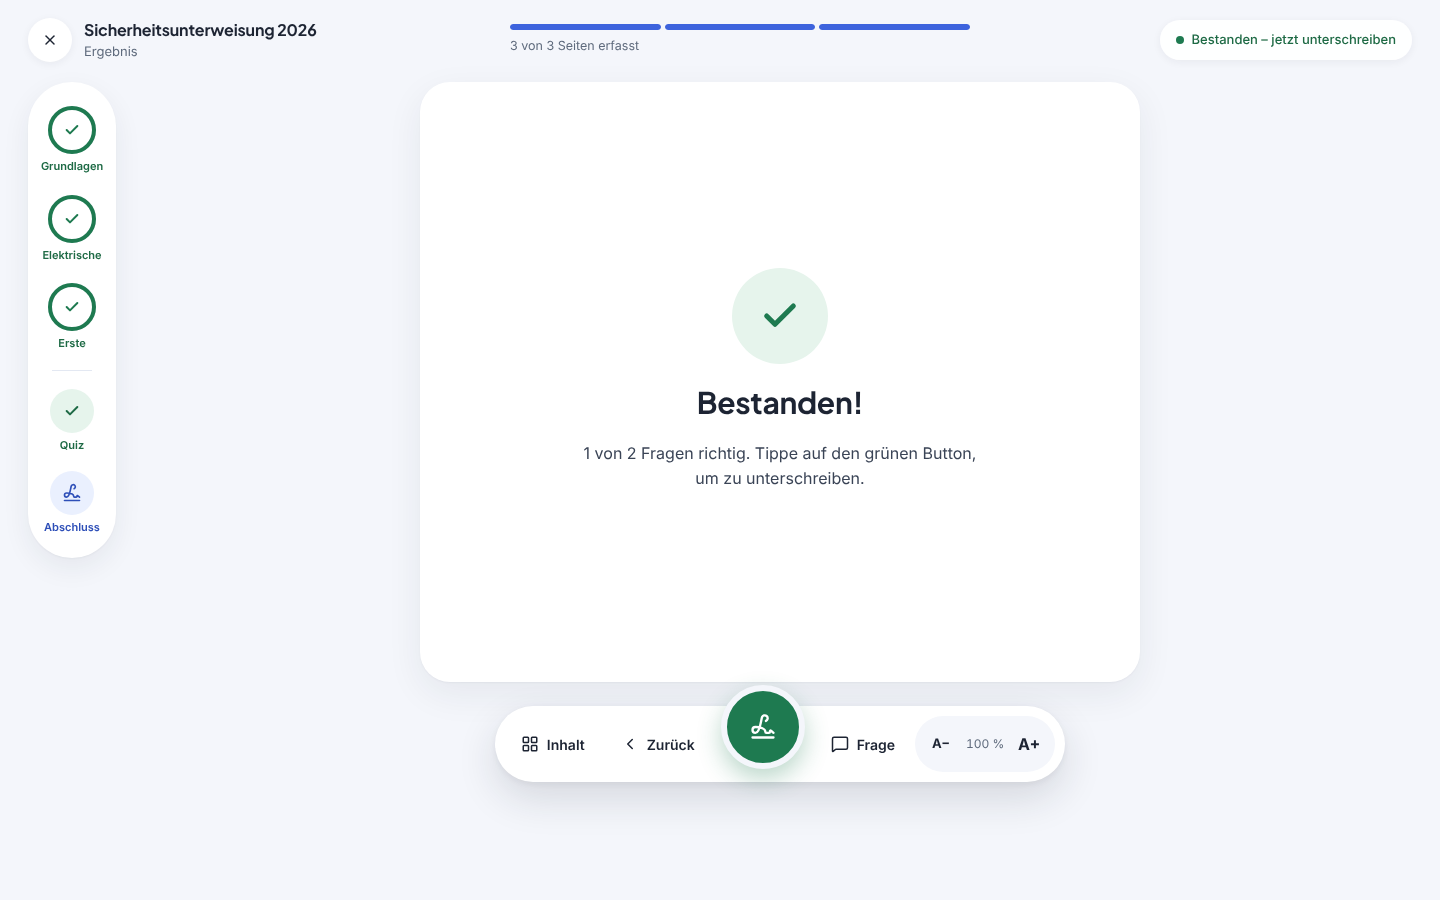 Sicherheitsunterweisung 2026
Ergebnis
3 von 3 Seiten erfasst
Bestanden – jetzt unterschreiben
Grundlagen
Elektrische
Erste
Quiz
Abschluss
Bestanden!
1 von 2 Fragen richtig. Tippe auf den grünen Button,
um zu unterschreiben.
Inhalt
Zurück
Frage
A−
100 %
A+